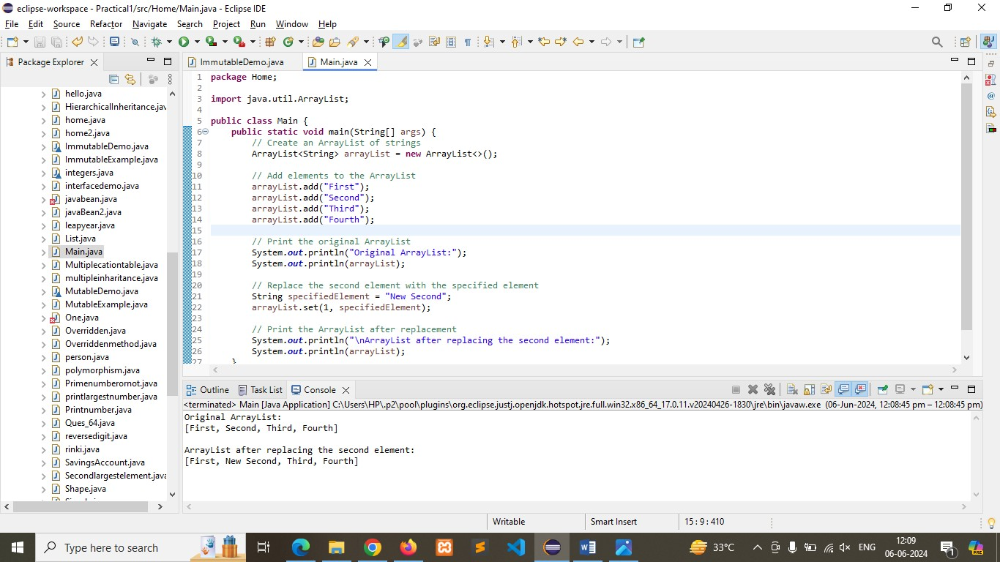 eclipse-workspace - Practical1/src/Home/Main.java - Eclipse IDE
File Edit Source Refactor Navigate Search Project Run Window Help
Package Explorer
hello.java
HierarchicalInheritance.jav
home.java
home2.java
ImmutableDemo.java
ImmutableExample.java
integers.java
interfacedemo.java
javabean.java
javaBean2.java
leapyear.java
List.java
Main.java
Multiplecationtable.java
multipleinharitance.java
MutableDemo.java
MutableExample.java
One.java
Overridden.java
Overriddenmethod.java
person.java
polymorphism.java
Primenumberornot.java
printlargestnumber.java
Printnumber.java
Ques_64.java
reversedigit.java
rinki.java
SavingsAccount.java
Secondlargestelement.java
Shape.java
ImmutableDemo.java Main.java
1 package Home;
2
3 import java.util.ArrayList;
4
5 public class Main {
6 public static void main(String[] args) {
7 // Create an ArrayList of strings
8 ArrayList<String> arrayList = new ArrayList<>();
9
10 // Add elements to the ArrayList
11 arrayList.add("First");
12 arrayList.add("Second");
13 arrayList.add("Third");
14 arrayList.add("Fourth");
15
16 // Print the original ArrayList
17 System.out.println("Original ArrayList:");
18 System.out.println(arrayList);
19
20 // Replace the second element with the specified element
21 String specifiedElement = "New Second";
22 arrayList.set(1, specifiedElement);
23
24 // Print the ArrayList after replacement
25 System.out.println("\nArrayList after replacing the second element:");
26 System.out.println(arrayList);
27 }
Outline Task List Console
<terminated> Main [Java Application] C:\Users\HP\.p2\pool\plugins\org.eclipse.justj.openjdk.hotspot.jre.full.win32.x86_64_17.0.11.v20240426-1830\jre\bin\javaw.exe (06-Jun-2024, 12:08:45 pm – 12:08:45 pm)
Original ArrayList:
[First, Second, Third, Fourth]

ArrayList after replacing the second element:
[First, New Second, Third, Fourth]
Writable Smart Insert 15 : 9 : 410
Type here to search
33°C
ENG
12:09
06-06-2024
1
PRE